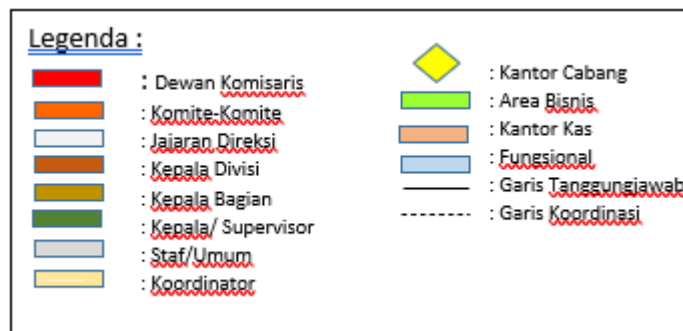 Legenda :
: Dewan Komisaris
: Komite-Komite
: Jajaran Direksi
: Kepala Divisi
: Kepala Bagian
: Kepala/ Supervisor
: Staf/Umum
: Koordinator
: Kantor Cabang
: Area Bisnis
: Kantor Kas
: Fungsional
: Garis Tanggungjawab
: Garis Koordinasi